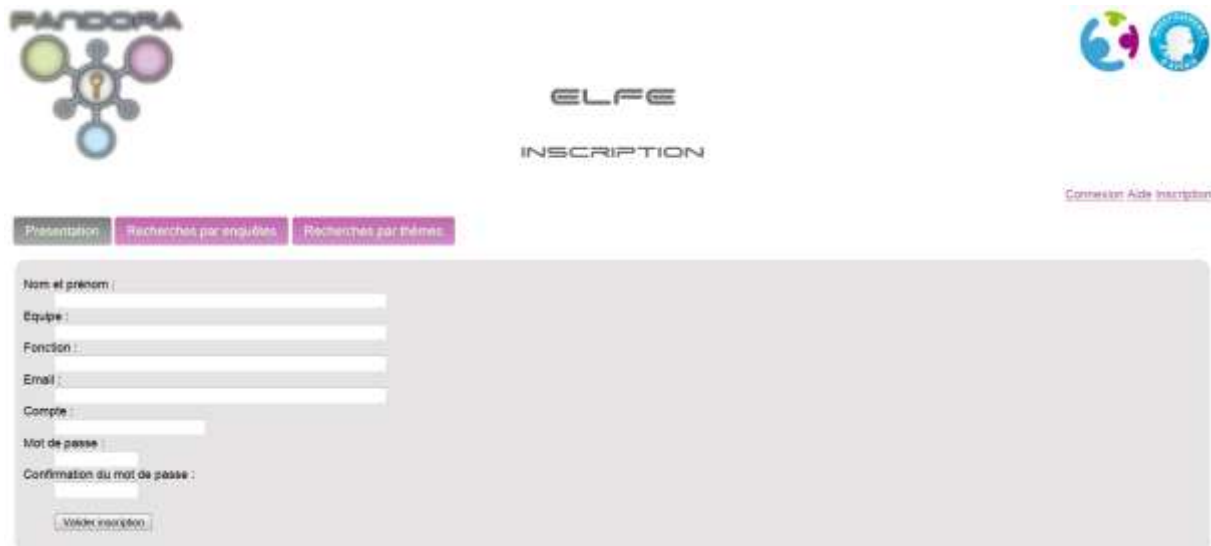 PANDORA
ELFE
INSCRIPTION
Connexion Aide Inscription
Présentation Recherches par enquêtes Recherches par thèmes
Nom et prénom :
Equipe :
Fonction :
Email :
Compte :
Mot de passe :
Confirmation du mot de passe :
Valider inscription